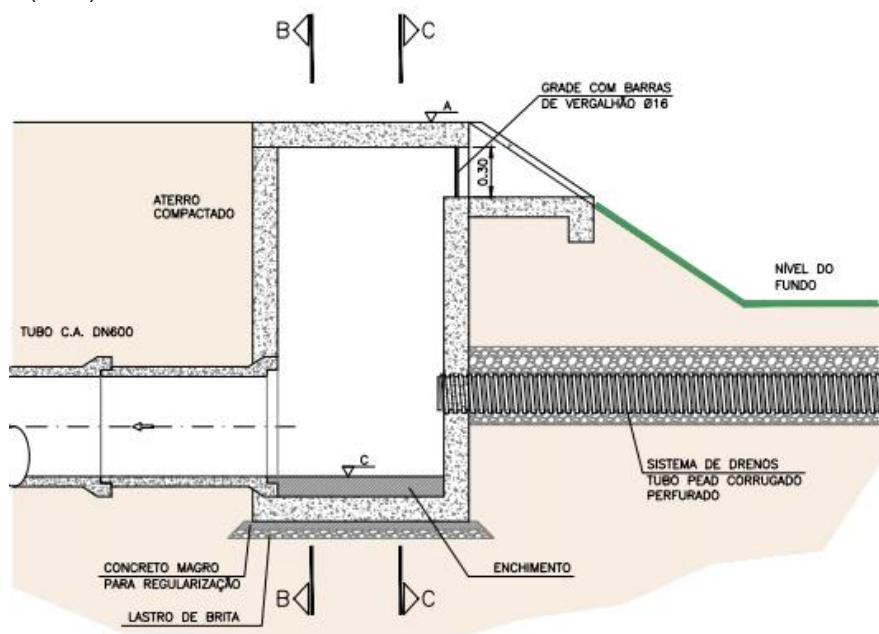 B
C
GRADE COM BARRAS
DE VERGALHÃO Ø16
A
0.30
ATERRO
COMPACTADO
NÍVEL DO
FUNDO
TUBO C.A. DN600
C
SISTEMA DE DRENOS
TUBO PEAD CORRUGADO
PERFURADO
CONCRETO MAGRO
PARA REGULARIZAÇÃO
ENCHIMENTO
B
C
LASTRO DE BRITA